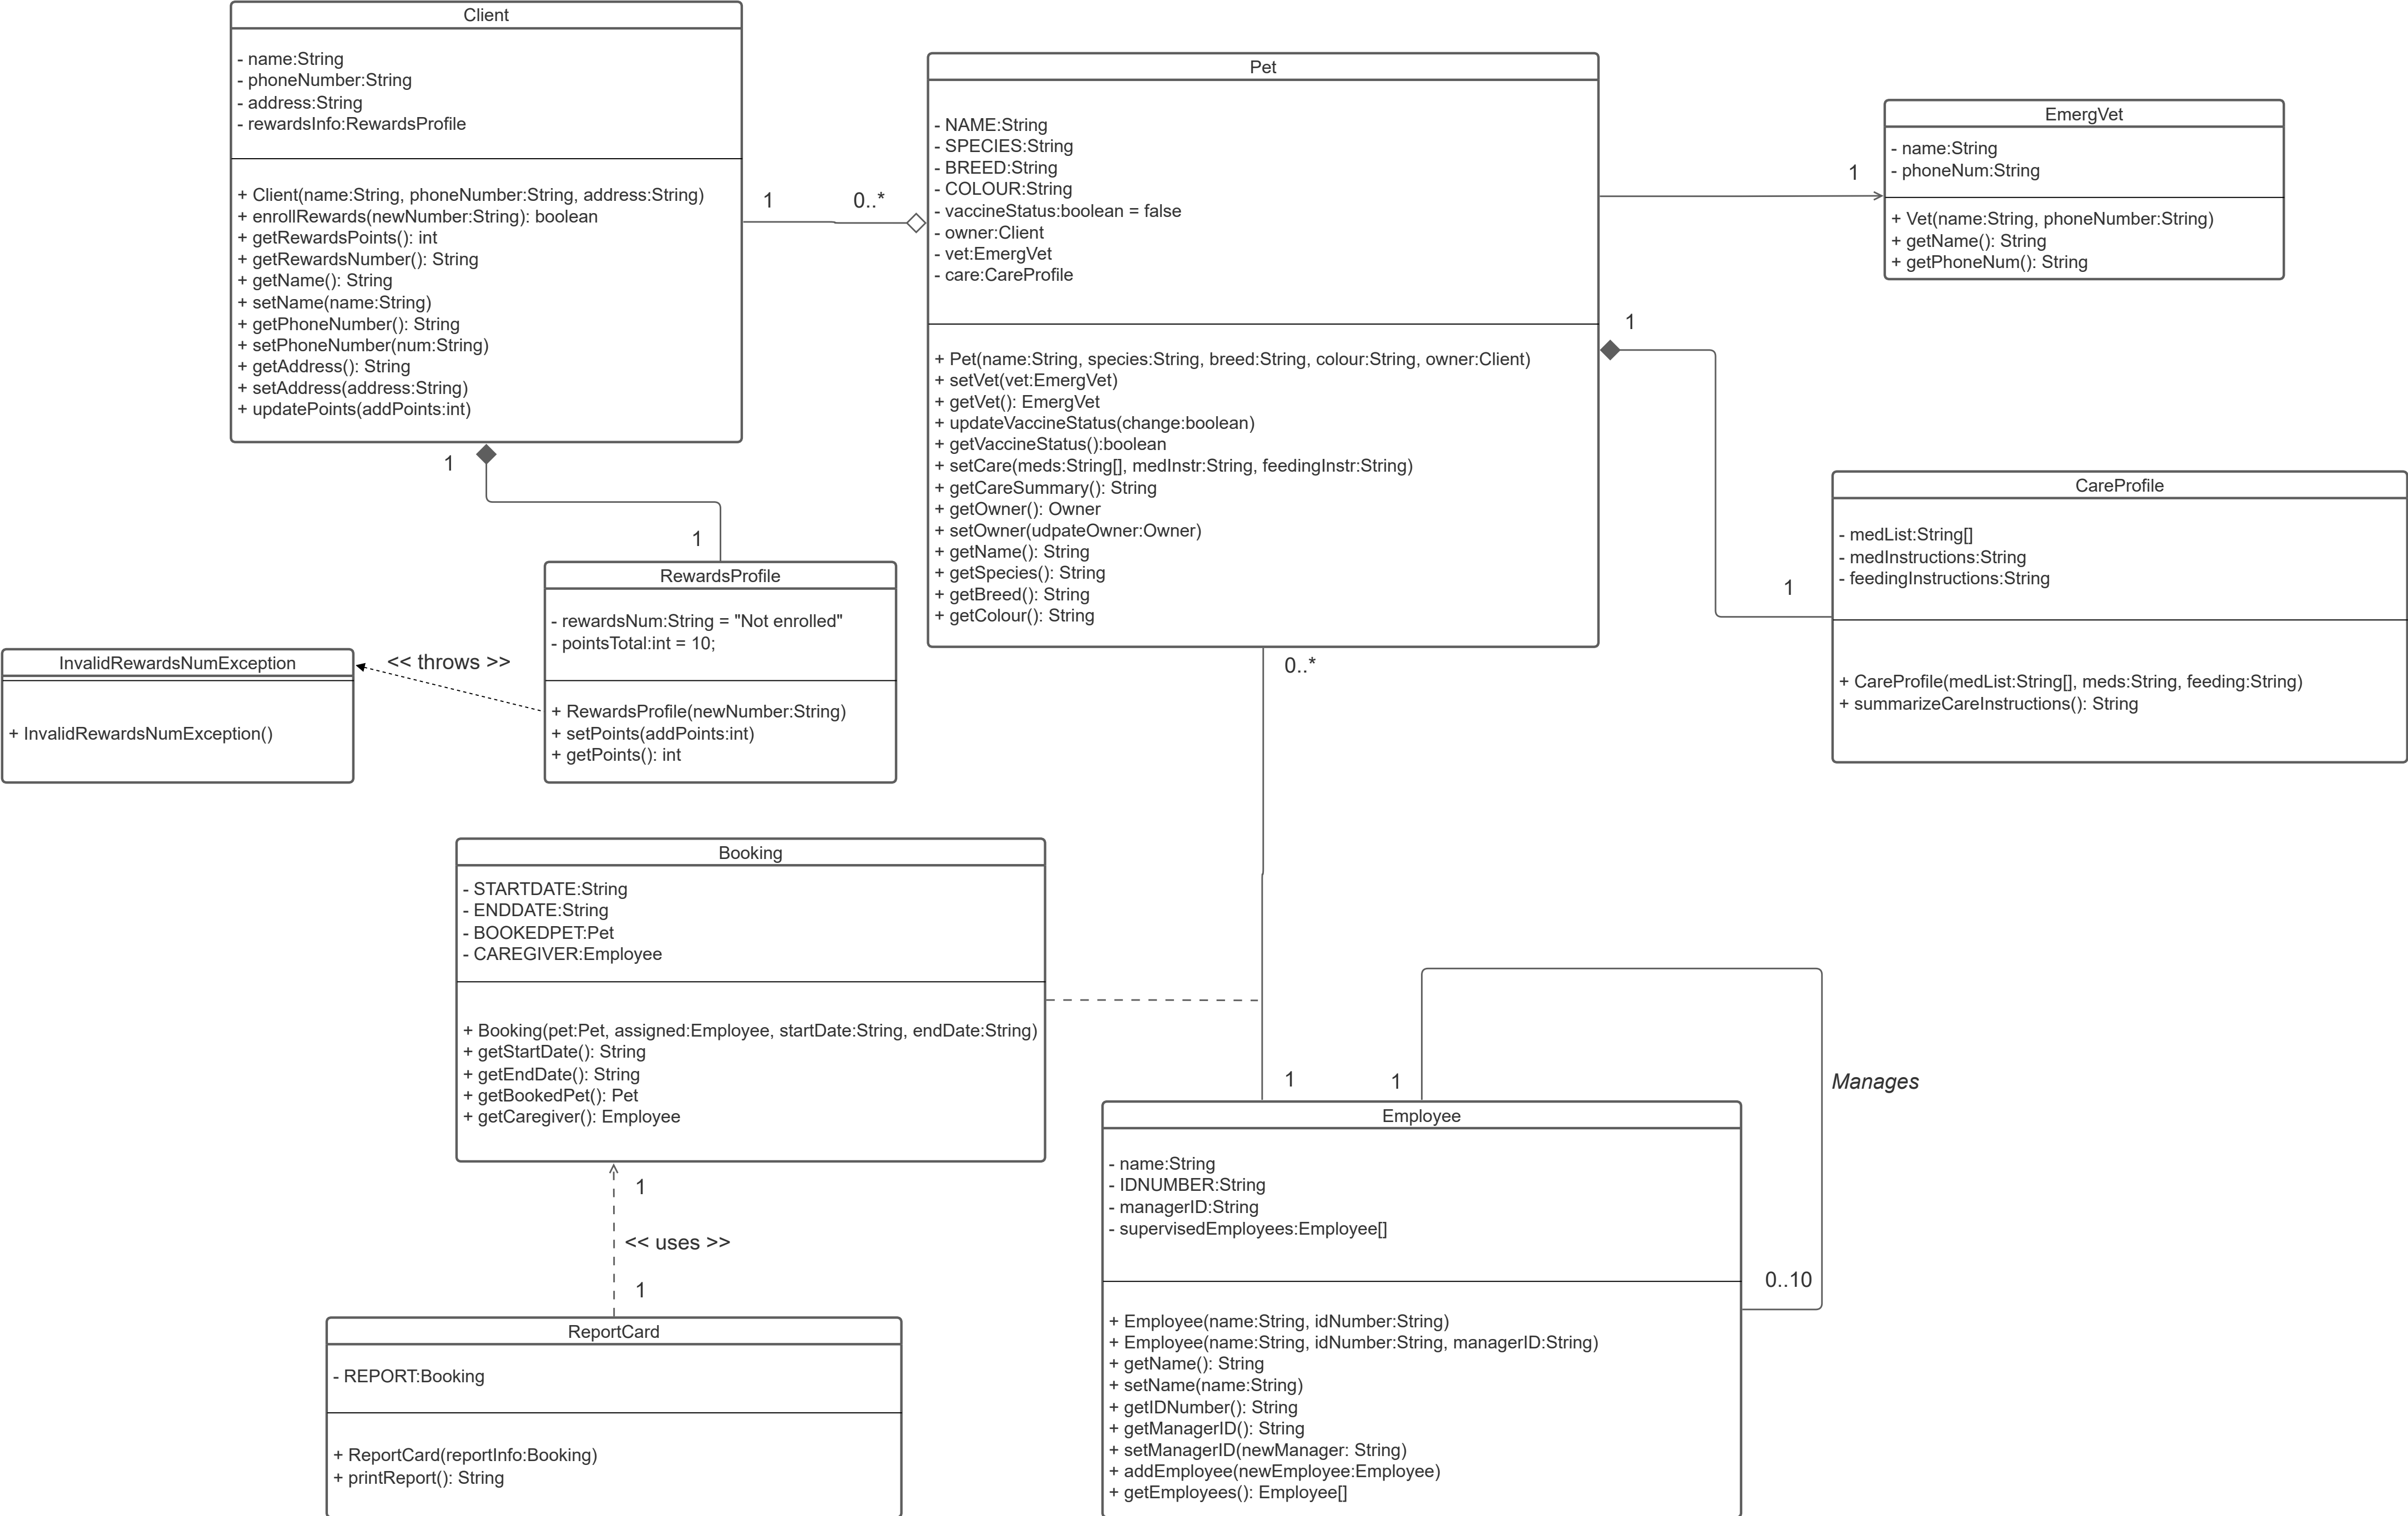 Client
- name:String
- phoneNumber:String
- address:String
- rewardsInfo:RewardsProfile
+ Client(name:String, phoneNumber:String, address:String)
+ enrollRewards(newNumber:String): boolean
+ getRewardsPoints(): int
+ getRewardsNumber(): String
+ getName(): String
+ setName(name:String)
+ getPhoneNumber(): String
+ setPhoneNumber(num:String)
+ getAddress(): String
+ setAddress(address:String)
+ updatePoints(addPoints:int)
1
0..*
Pet
- NAME:String
- SPECIES:String
- BREED:String
- COLOUR:String
- vaccineStatus:boolean = false
- owner:Client
- vet:EmergVet
- care:CareProfile
+ Pet(name:String, species:String, breed:String, colour:String, owner:Client)
+ setVet(vet:EmergVet)
+ getVet(): EmergVet
+ updateVaccineStatus(change:boolean)
+ getVaccineStatus():boolean
+ setCare(meds:String[], medInstr:String, feedingInstr:String)
+ getCareSummary(): String
+ getOwner(): Owner
+ setOwner(udpateOwner:Owner)
+ getName(): String
+ getSpecies(): String
+ getBreed(): String
+ getColour(): String
1
EmergVet
- name:String
- phoneNum:String
+ Vet(name:String, phoneNumber:String)
+ getName(): String
+ getPhoneNum(): String
1
1
CareProfile
- medList:String[]
- medInstructions:String
- feedingInstructions:String
+ CareProfile(medList:String[], meds:String, feeding:String)
+ summarizeCareInstructions(): String
1
1
RewardsProfile
- rewardsNum:String = "Not enrolled"
- pointsTotal:int = 10;
+ RewardsProfile(newNumber:String)
+ setPoints(addPoints:int)
+ getPoints(): int
<< throws >>
InvalidRewardsNumException
+ InvalidRewardsNumException()
0..*
1
Booking
- STARTDATE:String
- ENDDATE:String
- BOOKEDPET:Pet
- CAREGIVER:Employee
+ Booking(pet:Pet, assigned:Employee, startDate:String, endDate:String)
+ getStartDate(): String
+ getEndDate(): String
+ getBookedPet(): Pet
+ getCaregiver(): Employee
1
<< uses >>
1
ReportCard
- REPORT:Booking
+ ReportCard(reportInfo:Booking)
+ printReport(): String
1
Manages
0..10
Employee
- name:String
- IDNUMBER:String
- managerID:String
- supervisedEmployees:Employee[]
+ Employee(name:String, idNumber:String)
+ Employee(name:String, idNumber:String, managerID:String)
+ getName(): String
+ setName(name:String)
+ getIDNumber(): String
+ getManagerID(): String
+ setManagerID(newManager: String)
+ addEmployee(newEmployee:Employee)
+ getEmployees(): Employee[]